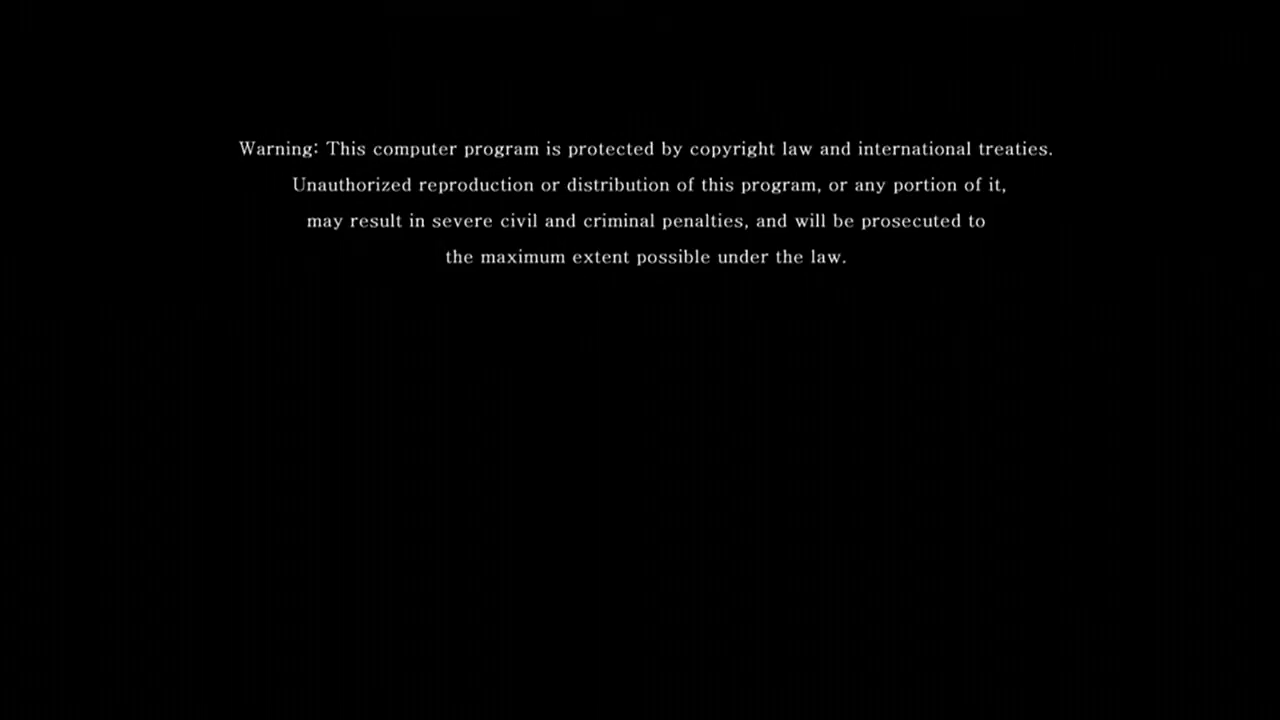 Warning: This computer program is protected by copyright law and international treaties.
Unauthorized reproduction or distribution of this program, or any portion of it,
may result in severe civil and criminal penalties, and will be prosecuted to
the maximum extent possible under the law.